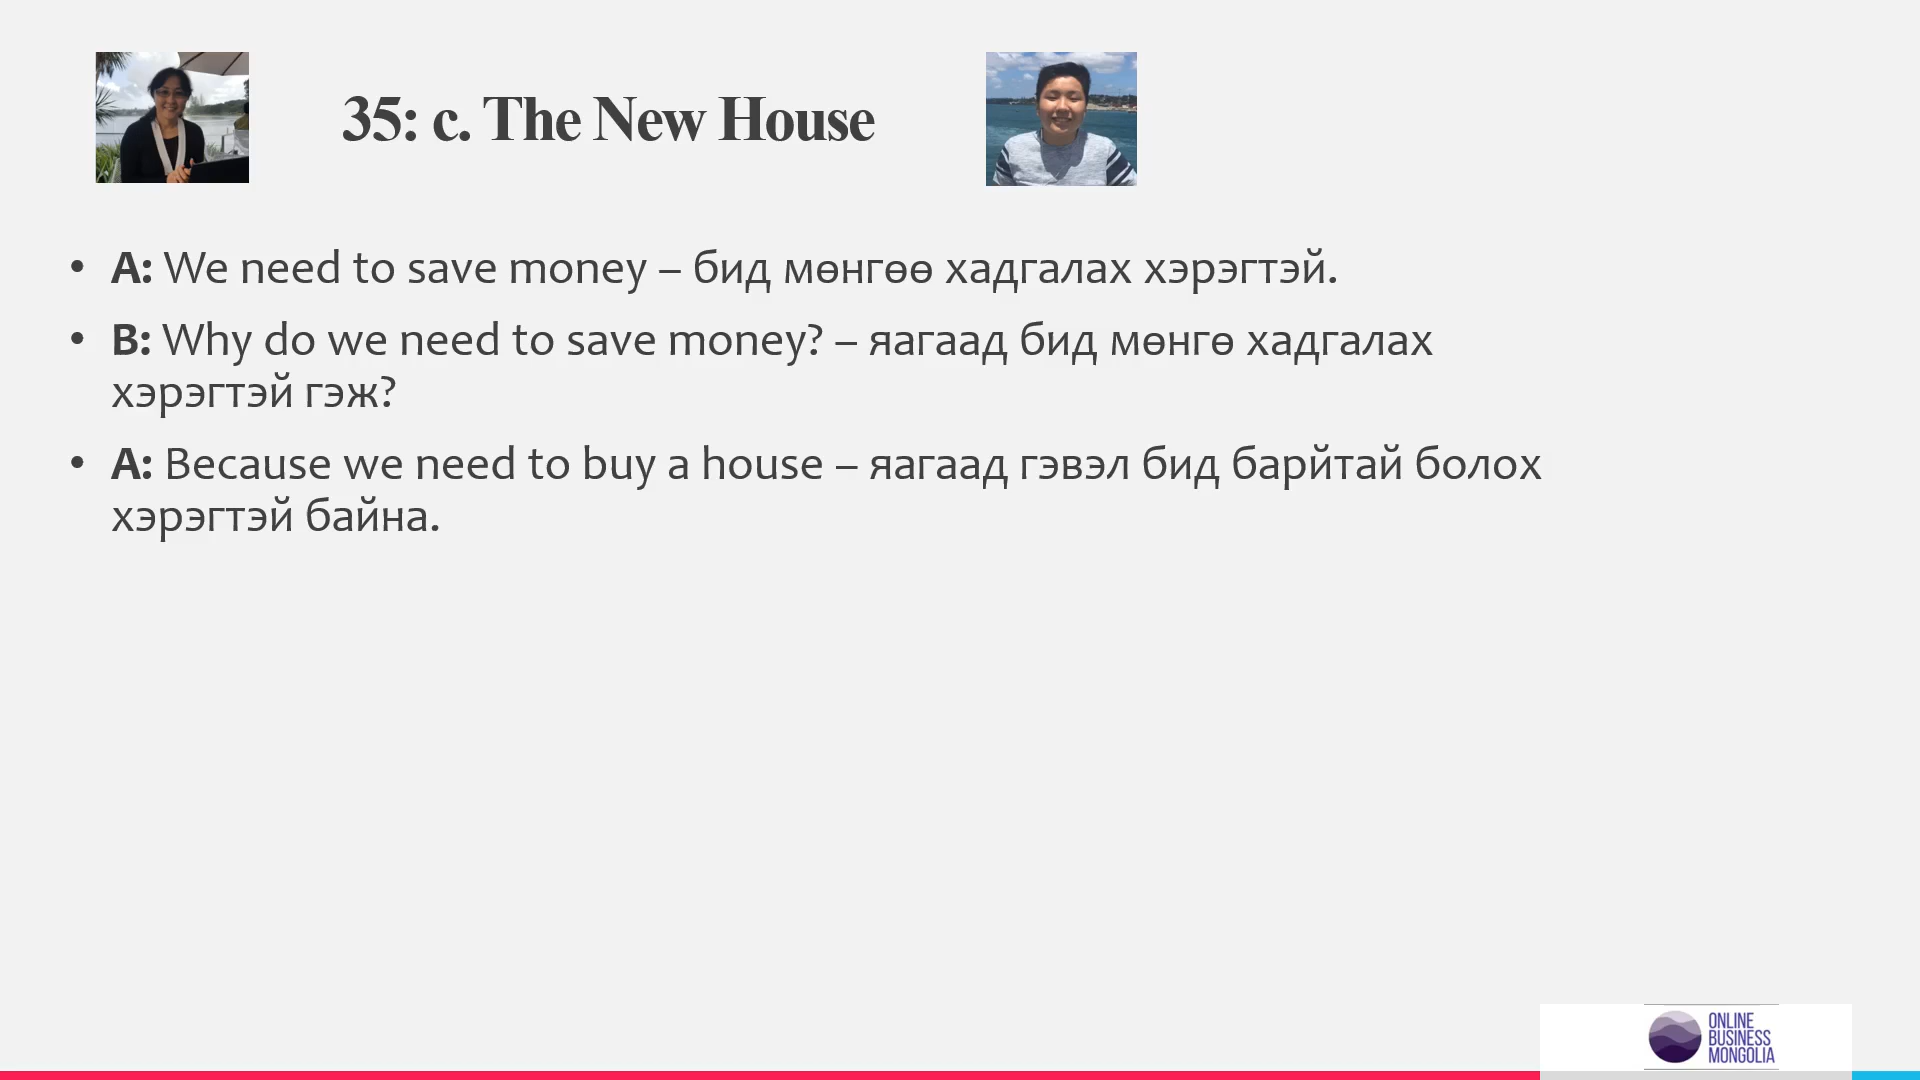 35: c. The New House
• A: We need to save money – бид мөнгөө хадгалах хэрэгтэй.
• B: Why do we need to save money? – яагаад бид мөнгө хадгалах
хэрэгтэй гэж?
• A: Because we need to buy a house – яагаад гэвэл бид барйтай болох
хэрэгтэй байна.
ONLINE
BUSINESS
MONGOLIA